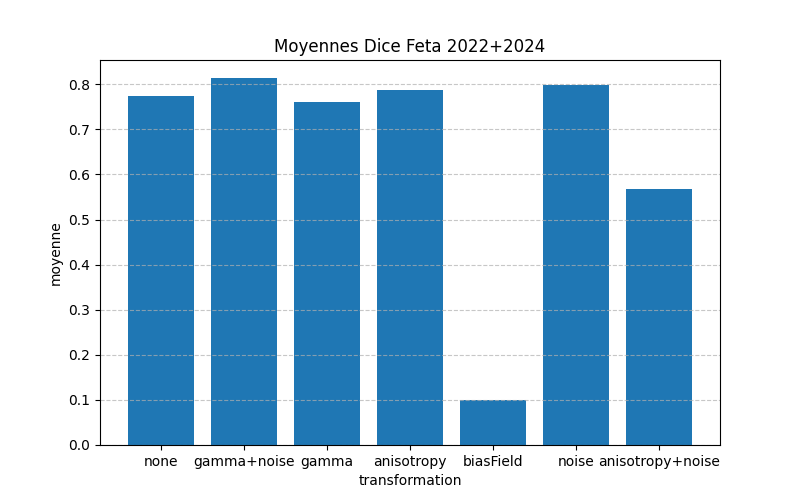 Moyennes Dice Feta 2022+2024
0.8
0.7
0.6
0.5
0.4
0.3
0.2
0.1
0.0
moyenne
none gamma+noise gamma anisotropy biasField noise anisotropy+noise
transformation